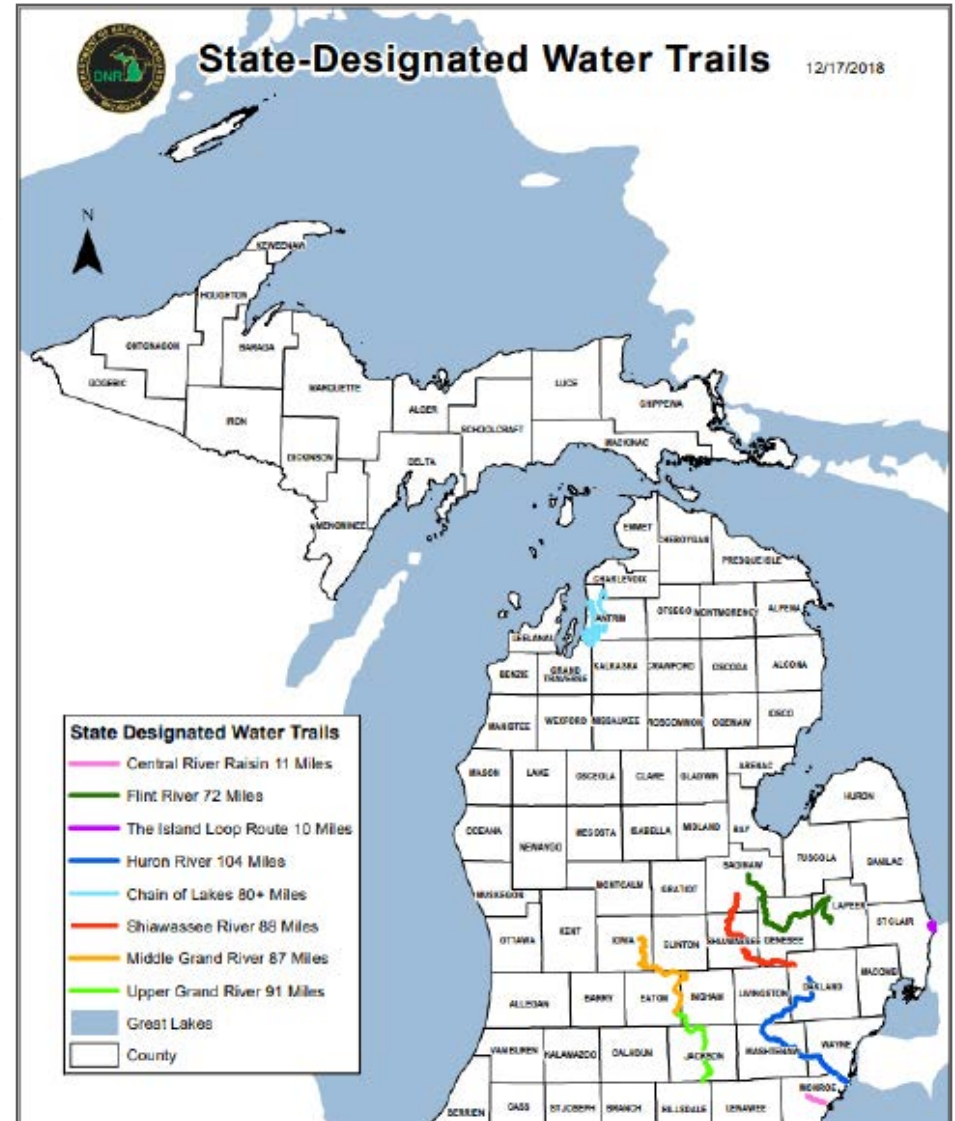 State-Designated Water Trails
12/17/2018
DEPARTMENT OF NATURAL RESOURCES
DNR
MICHIGAN
N
KEWEENAW
HOUGHTON
ONTONAGON
BARAGA
GOGEBIC
MARQUETTE
LUCE
CHIPPEWA
ALGER
IRON
SCHOOLCRAFT
MACKINAC
DICKINSON
DELTA
MENOMINEE
EMMET
CHEBOYGAN
PRESQUE ISLE
CHARLEVOIX
ANTRIM
OTSEGO
MONTMORENCY
ALPENA
LEELANAU
BENZIE
GRAND
TRAVERSE
KALKASKA
CRAWFORD
OSCODA
ALCONA
MANISTEE
WEXFORD
MISSAUKEE
ROSCOMMON
OGEMAW
IOSCO
MASON
LAKE
OSCEOLA
CLARE
GLADWIN
ARENAC
HURON
OCEANA
NEWAYGO
MECOSTA
ISABELLA
MIDLAND
BAY
TUSCOLA
SANILAC
SAGINAW
MUSKEGON
MONTCALM
GRATIOT
LAPEER
ST CLAIR
OTTAWA
KENT
IONIA
CLINTON
SHIAWASSEE
GENESEE
MACOMB
ALLEGAN
BARRY
EATON
INGHAM
LIVINGSTON
OAKLAND
VAN BUREN
KALAMAZOO
CALHOUN
JACKSON
WASHTENAW
WAYNE
MONROE
BERRIEN
CASS
ST JOSEPH
BRANCH
HILLSDALE
LENAWEE
State Designated Water Trails
Central River Raisin 11 Miles
Flint River 72 Miles
The Island Loop Route 10 Miles
Huron River 104 Miles
Chain of Lakes 80+ Miles
Shiawassee River 88 Miles
Middle Grand River 87 Miles
Upper Grand River 91 Miles
Great Lakes
County